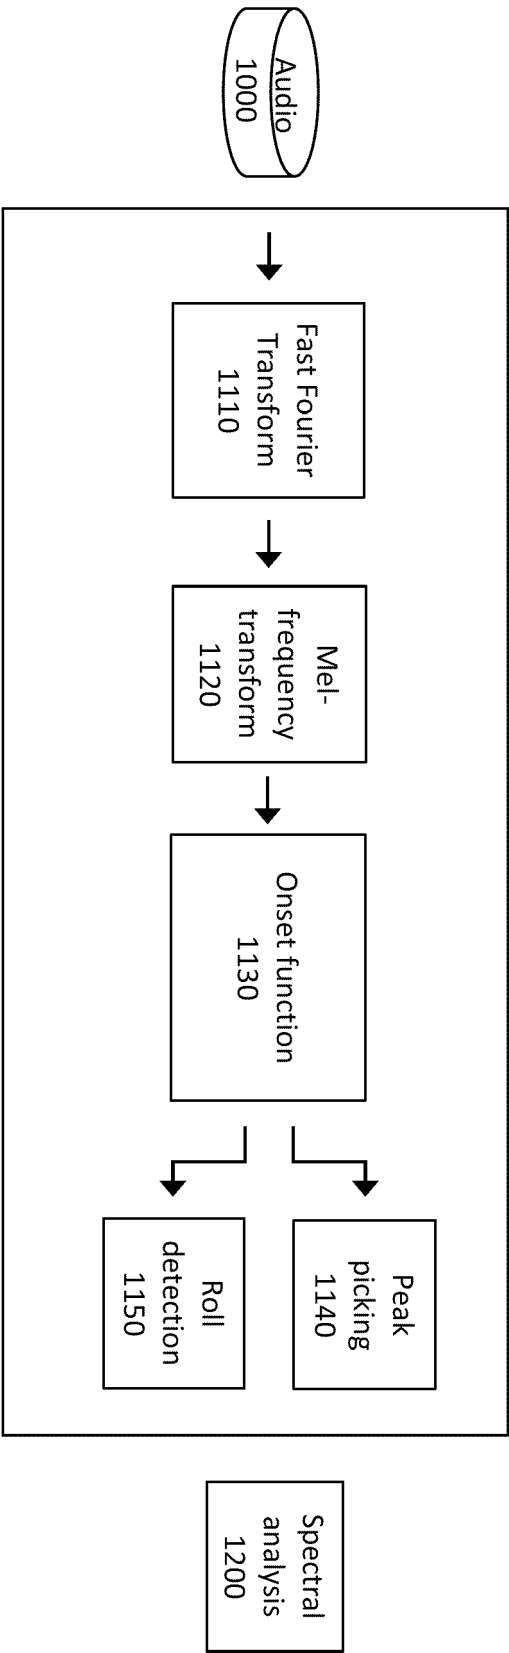 Audio
1000
Fast Fourier
Transform
1110
Mel-
frequency
transform
1120
Onset function
1130
Peak
picking
1140
Roll
detection
1150
Spectral
analysis
1200